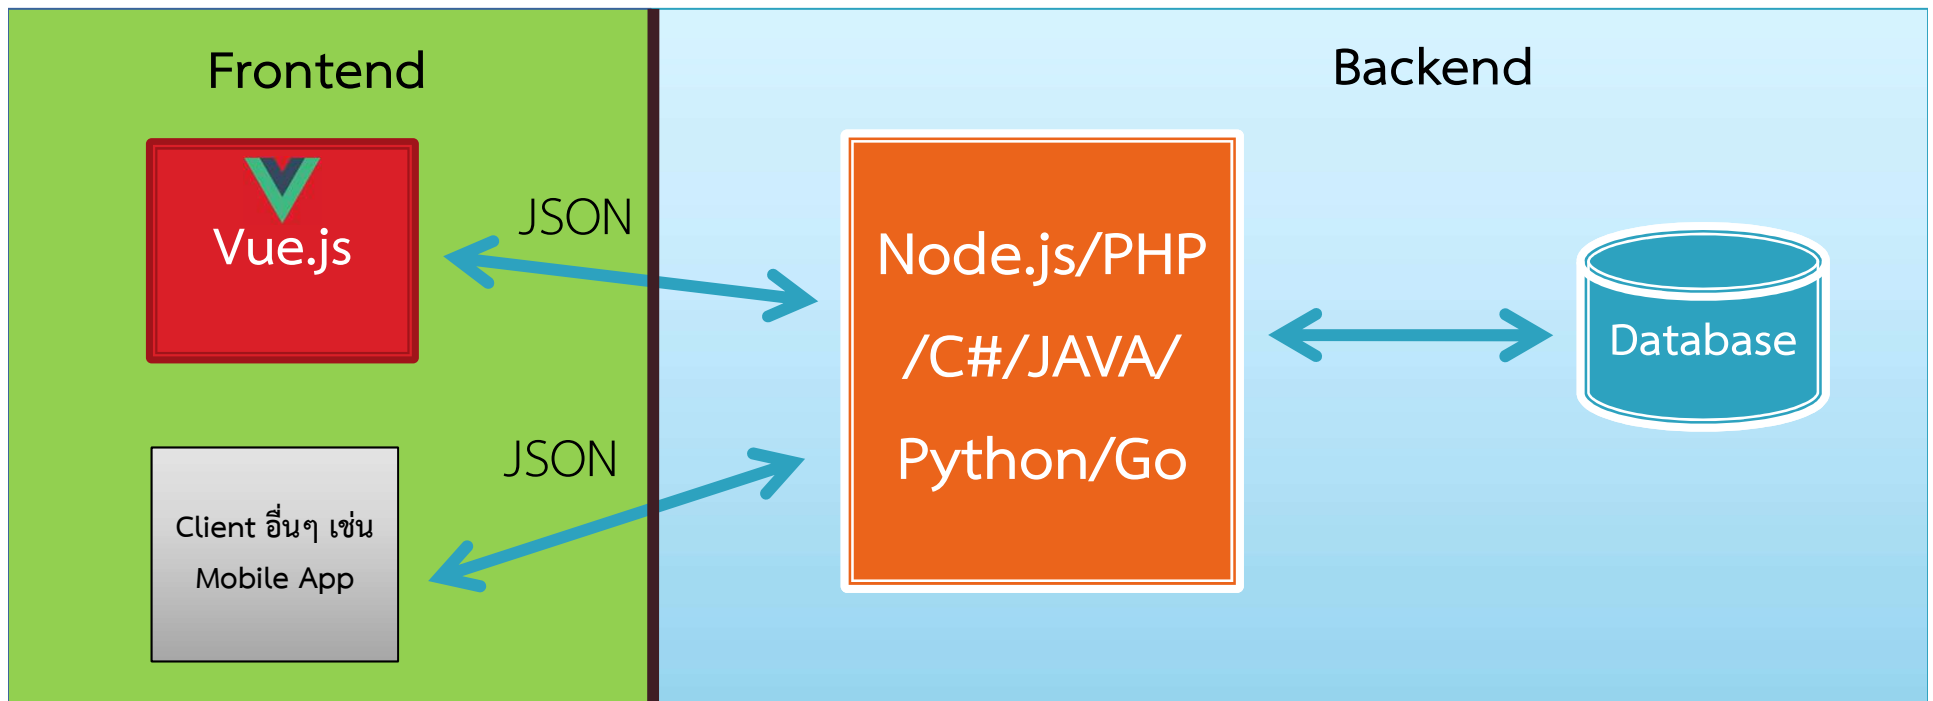 Frontend
Backend
Vue.js
JSON
Node.js/PHP
/C#/JAVA/
Python/Go
Database
JSON
Client อื่นๆ เช่น
Mobile App